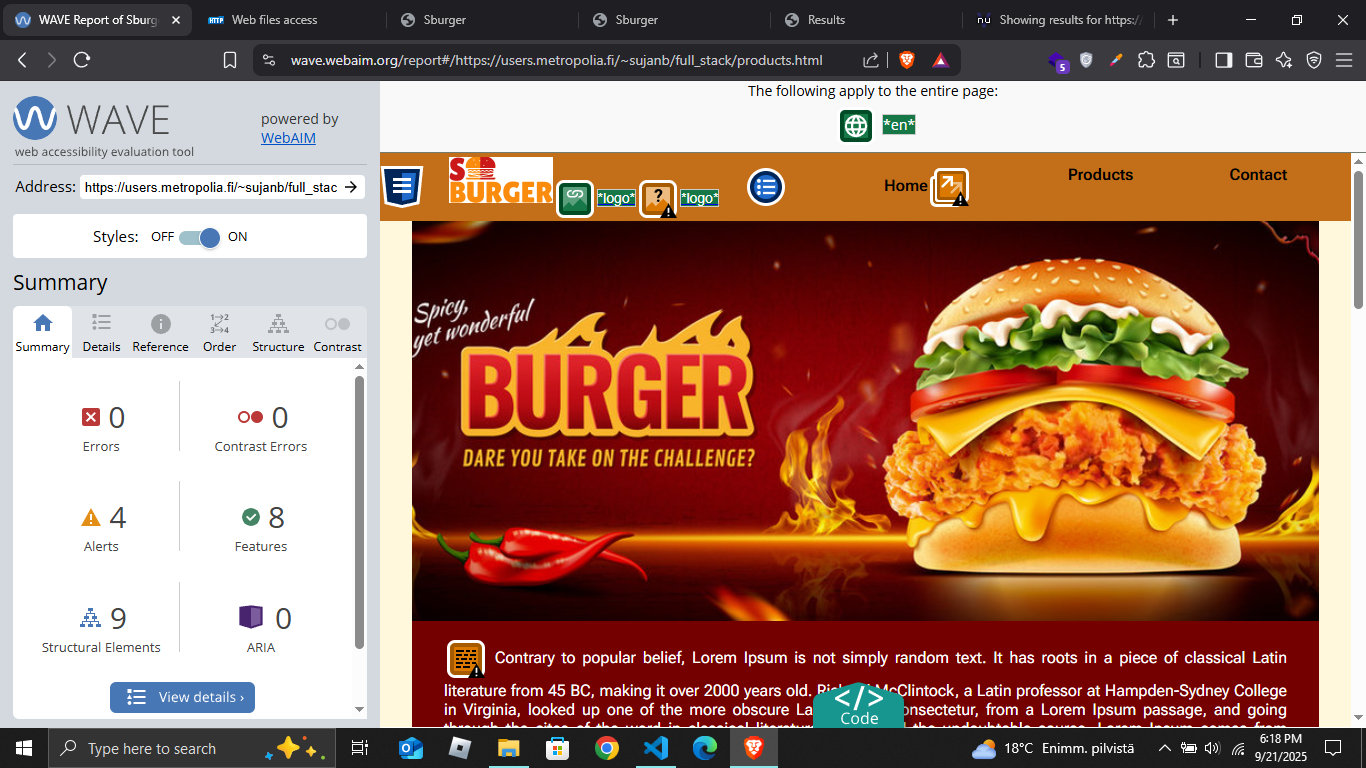 WAVE Report of Sburg
Web files access
Sburger
Sburger
Results
Showing results for https:/
wave.webaim.org/report#/https://users.metropolia.fi/~sujanb/full_stack/products.html
5
WAVE
powered by
WebAIM
web accessibility evaluation tool
Address: https://users.metropolia.fi/~sujanb/full_stac
Styles: OFF ON
Summary
Summary Details Reference Order Structure Contrast
0
Errors
0
Contrast Errors
4
Alerts
8
Features
9
Structural Elements
0
ARIA
View details ›
The following apply to the entire page:
*en*
S
BURGER
*logo*
*logo*
Home
Products
Contact
Spicy,
yet wonderful
BURGER
DARE YOU TAKE ON THE CHALLENGE?
Contrary to popular belief, Lorem Ipsum is not simply random text. It has roots in a piece of classical Latin
literature from 45 BC, making it over 2000 years old. McClintock, a Latin professor at Hampden-Sydney College
in Virginia, looked up one of the more obscure consectetur, from a Lorem Ipsum passage, and going
</>
Code
Type here to search
18°C Enimm. pilvistä
6:18 PM
9/21/2025